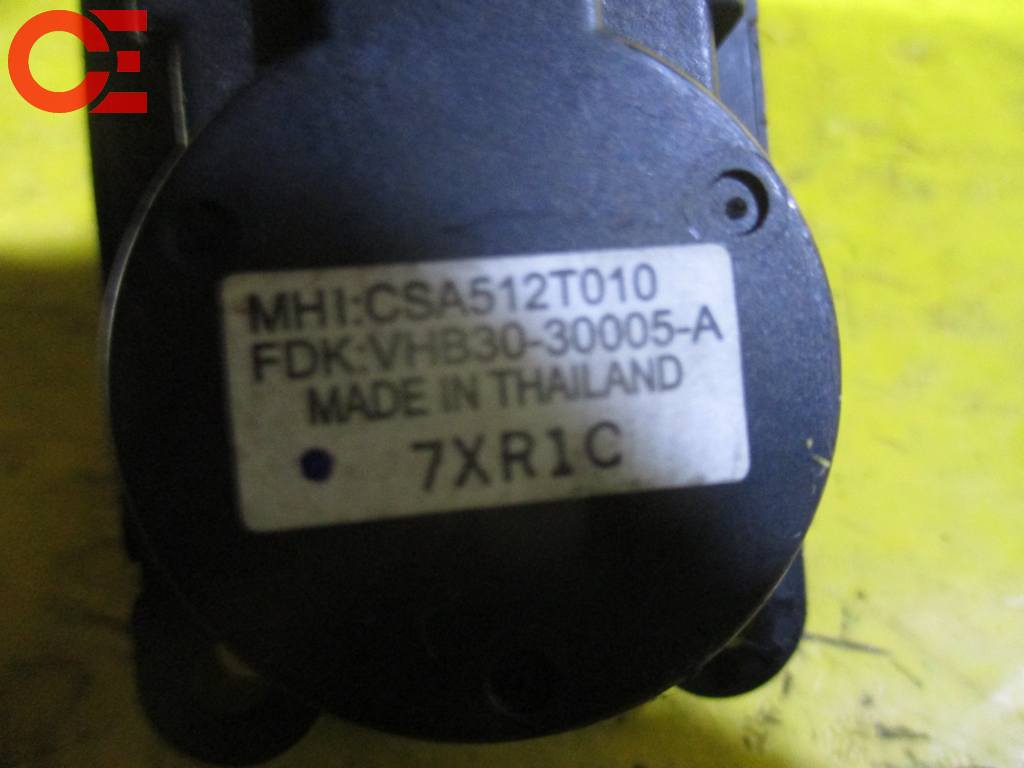 MHI:CSA512T010
FDK:VHB30-30005-A
MADE IN THAILAND
7XR1C